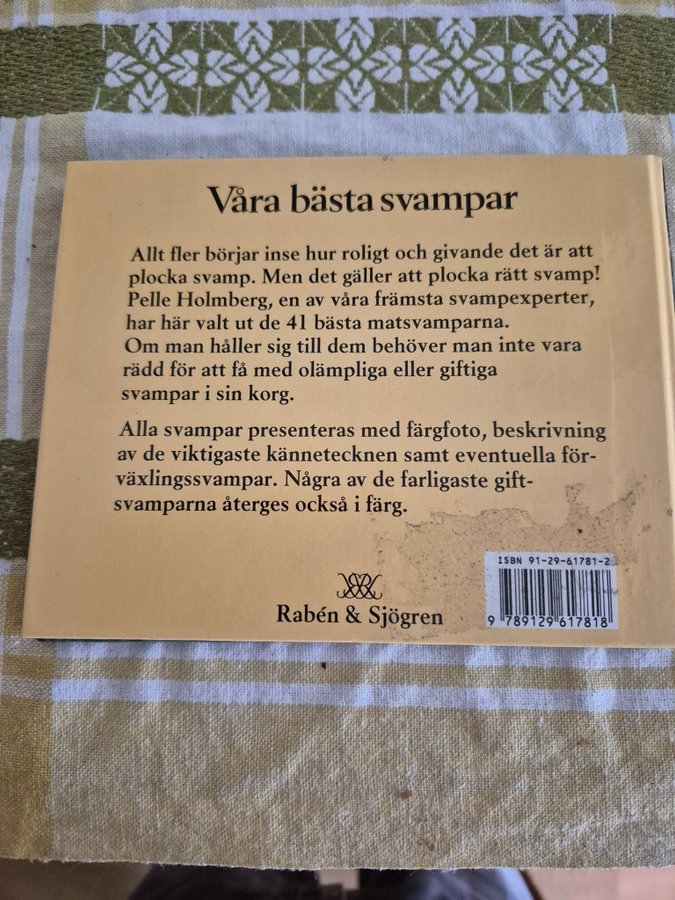 Våra bästa svampar
Allt fler börjar inse hur roligt och givande det är att
plocka svamp. Men det gäller att plocka rätt svamp!
Pelle Holmberg, en av våra främsta svampexperter,
har här valt ut de 41 bästa matsvamparna.
Om man håller sig till dem behöver man inte vara
rädd för att få med olämpliga eller giftiga
svampar i sin korg.
Alla svampar presenteras med färgfoto, beskrivning
av de viktigaste kännetecknen samt eventuella för-
växlingssvampar. Några av de farligaste gift-
svamparna återges också i färg.
Rabén & Sjögren
ISBN 91-29-61781-2
9 789129 617818